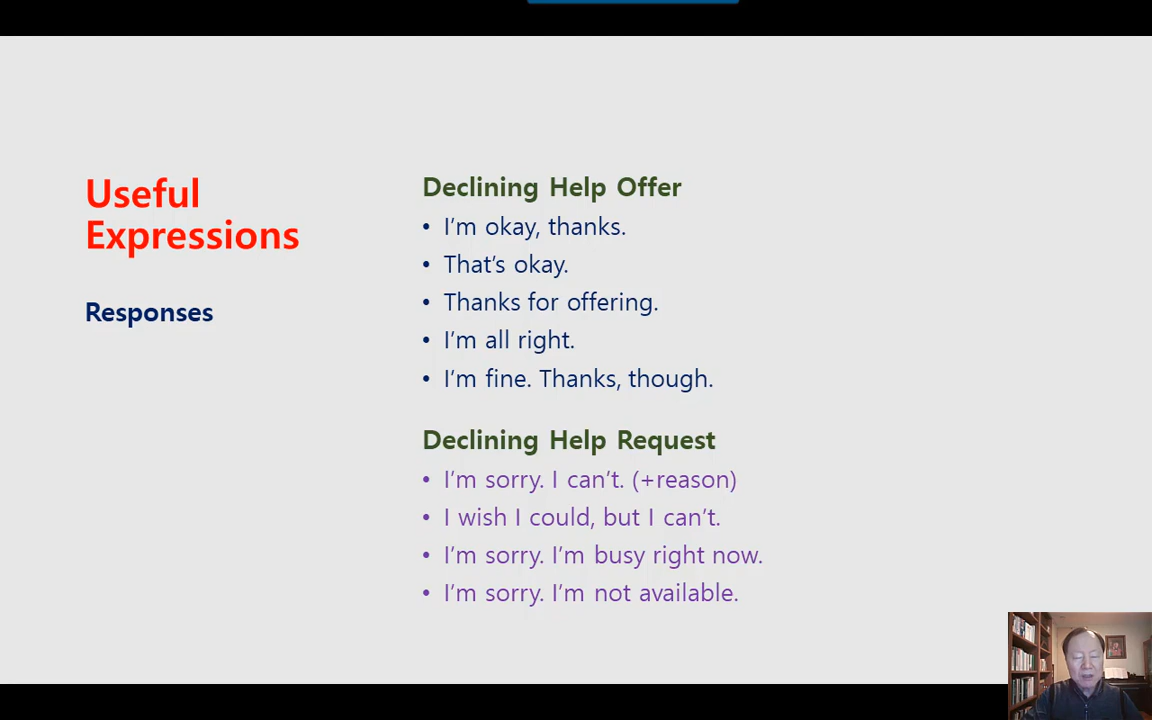 Useful
Expressions
Responses
Declining Help Offer
• I'm okay, thanks.
• That's okay.
• Thanks for offering.
• I'm all right.
• I'm fine. Thanks, though.
Declining Help Request
• I'm sorry. I can't. (+reason)
• I wish I could, but I can't.
• I'm sorry. I'm busy right now.
• I'm sorry. I'm not available.